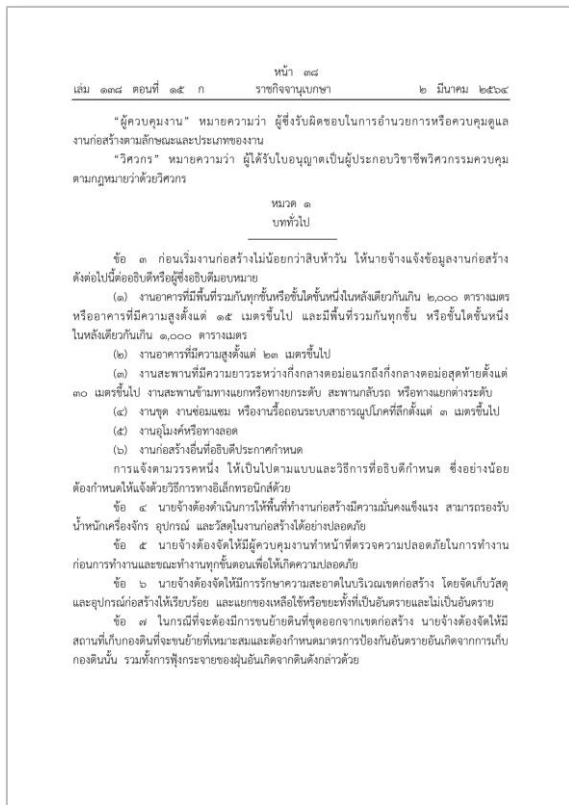 หน้า ๓๘
เล่ม ๑๓๘ ตอนที่ ๑๕ ก ราชกิจจานุเบกษา ๒ มีนาคม ๒๕๖๔
“ผู้ควบคุมงาน” หมายความว่า ผู้ซึ่งรับผิดชอบในการอำนวยการหรือควบคุมดูแล
งานก่อสร้างตามลักษณะและประเภทของงาน
“วิศวกร” หมายความว่า ผู้ได้รับใบอนุญาตเป็นผู้ประกอบวิชาชีพวิศวกรรมควบคุม
ตามกฎหมายว่าด้วยวิศวกร
หมวด ๑
บททั่วไป
ข้อ ๓ ก่อนเริ่มงานก่อสร้างไม่น้อยกว่าสิบห้าวัน ให้นายจ้างแจ้งข้อมูลงานก่อสร้าง
ดังต่อไปนี้ต่ออธิบดีหรือผู้ซึ่งอธิบดีมอบหมาย
(๑) งานอาคารที่มีพื้นที่รวมกันทุกชั้นหรือชั้นใดชั้นหนึ่งในหลังเดียวกันเกิน ๒,๐๐๐ ตารางเมตร
หรืออาคารที่มีความสูงตั้งแต่ ๑๕ เมตรขึ้นไป และมีพื้นที่รวมกันทุกชั้น หรือชั้นใดชั้นหนึ่ง
ในหลังเดียวกันเกิน ๑,๐๐๐ ตารางเมตร
(๒) งานอาคารที่มีความสูงตั้งแต่ ๒๓ เมตรขึ้นไป
(๓) งานสะพานที่มีความยาวระหว่างกึ่งกลางตอม่อแรกถึงกึ่งกลางตอม่อสุดท้ายตั้งแต่
๓๐ เมตรขึ้นไป งานสะพานข้ามทางแยกหรือทางยกระดับ สะพานกลับรถ หรือทางแยกต่างระดับ
(๔) งานขุด งานซ่อมแซม หรืองานรื้อถอนระบบสาธารณูปโภคที่ลึกตั้งแต่ ๓ เมตรขึ้นไป
(๕) งานอุโมงค์หรือทางลอด
(๖) งานก่อสร้างอื่นที่อธิบดีประกาศกำหนด
การแจ้งตามวรรคหนึ่ง ให้เป็นไปตามแบบและวิธีการที่อธิบดีกำหนด ซึ่งอย่างน้อย
ต้องกำหนดให้แจ้งด้วยวิธีการทางอิเล็กทรอนิกส์ด้วย
ข้อ ๔ นายจ้างต้องดำเนินการให้พื้นที่ทำงานก่อสร้างมีความมั่นคงแข็งแรง สามารถรองรับ
น้ำหนักเครื่องจักร อุปกรณ์ และวัสดุในงานก่อสร้างได้อย่างปลอดภัย
ข้อ ๕ นายจ้างต้องจัดให้มีผู้ควบคุมงานทำหน้าที่ตรวจความปลอดภัยในการทำงาน
ก่อนการทำงานและขณะทำงานทุกขั้นตอนเพื่อให้เกิดความปลอดภัย
ข้อ ๖ นายจ้างต้องจัดให้มีการรักษาความสะอาดในบริเวณเขตก่อสร้าง โดยจัดเก็บวัสดุ
และอุปกรณ์ก่อสร้างให้เรียบร้อย และแยกของเหลือใช้หรือขยะทั้งที่เป็นอันตรายและไม่เป็นอันตราย
ข้อ ๗ ในกรณีที่จะต้องมีการขนย้ายดินที่ขุดออกจากเขตก่อสร้าง นายจ้างต้องจัดให้มี
สถานที่เก็บกองดินที่จะขนย้ายที่เหมาะสมและต้องกำหนดมาตรการป้องกันอันตรายอันเกิดจากการเก็บ
กองดินนั้น รวมทั้งการฟุ้งกระจายของฝุ่นอันเกิดจากดินดังกล่าวด้วย